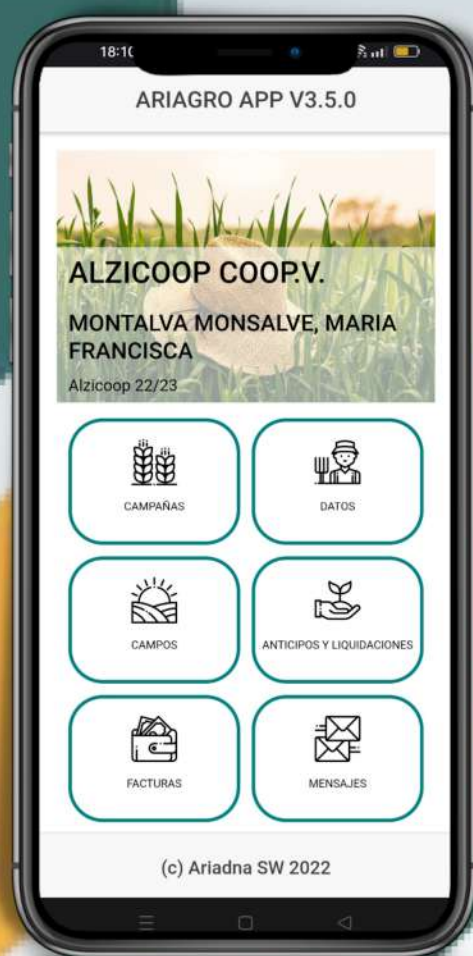 18:10
ARIAGRO APP V3.5.0
ALZICOOP COOP.V.
MONTALVA MONSALVE, MARIA
FRANCISCA
Alzicoop 22/23
CAMPAÑAS
DATOS
CAMPOS
ANTICIPOS Y LIQUIDACIONES
FACTURAS
MENSAJES
(c) Ariadna SW 2022